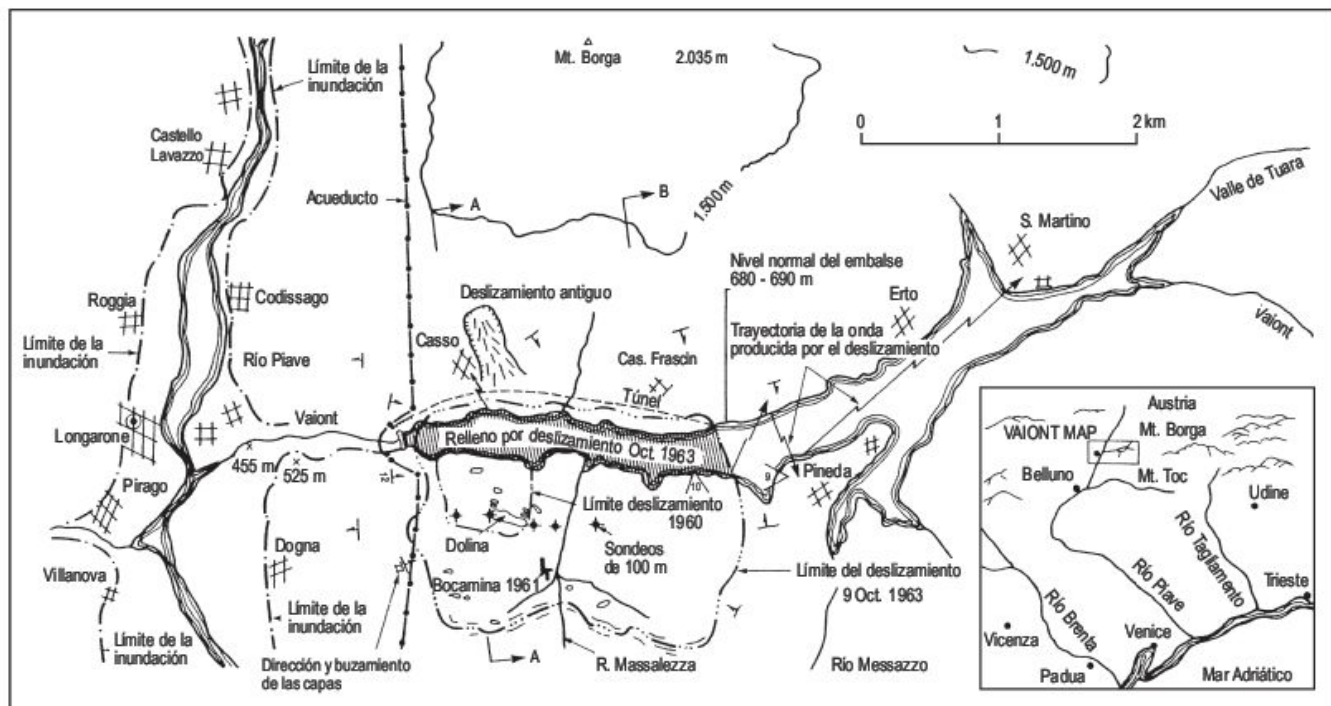 Límite de la
inundación
Mt. Borga
2.035 m
1.500 m
0
1
2 km
Castello
Lavazzo
Acueducto
A
B
1.500 m
Valle de Tuara
S. Martino
Nivel normal del embalse
680 - 690 m
Erto
Roggia
Codissago
Deslizamiento antiguo
Casso
Cas. Frascin
Trayectoria de la onda
producida por el deslizamiento
Vaiont
Límite de la
inundación
Río Piave
Túnel
Longarone
Vaiont
Relleno por deslizamiento Oct. 1963
455 m
525 m
Pirago
9
Pineda
10
Límite deslizamiento
1960
Dolina
Sondeos
de 100 m
Dogna
Villanova
Bocamina 1961
Límite del deslizamiento
9 Oct. 1963
Límite de la
inundación
Límite de la
inundación
Dirección y buzamiento
de las capas
A
R. Massalezza
Río Messazzo
Austria
VAIONT MAP
Mt. Borga
Belluno
Mt. Toc
Udine
Río Tagliamento
Río Piave
Trieste
Río Brenta
Vicenza
Venice
Padua
Mar Adriático